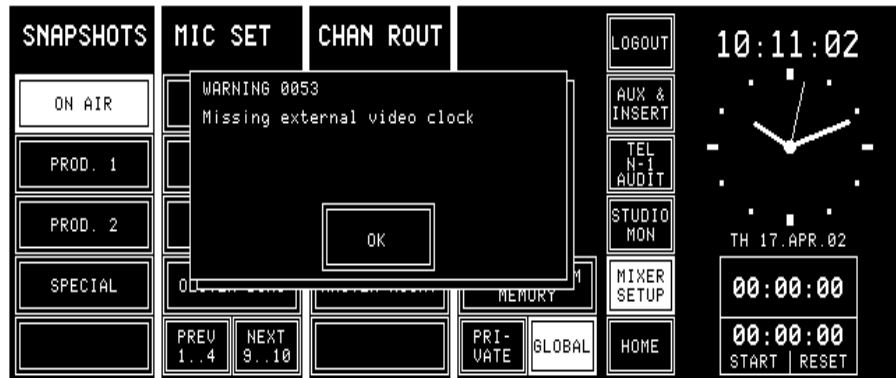 SNAPSHOTS
MIC SET
CHAN ROUT
ON AIR
PROD. 1
PROD. 2
SPECIAL
WARNING 0053
Missing external video clock
OK
MEMORY
PREV
1..4
NEXT
9..10
PRI-
VATE
GLOBAL
LOGOUT
AUX &
INSERT
TEL
N-1
AUDIT
STUDIO
MON
MIXER
SETUP
HOME
10:11:02
TH 17.APR.02
00:00:00
00:00:00
START RESET